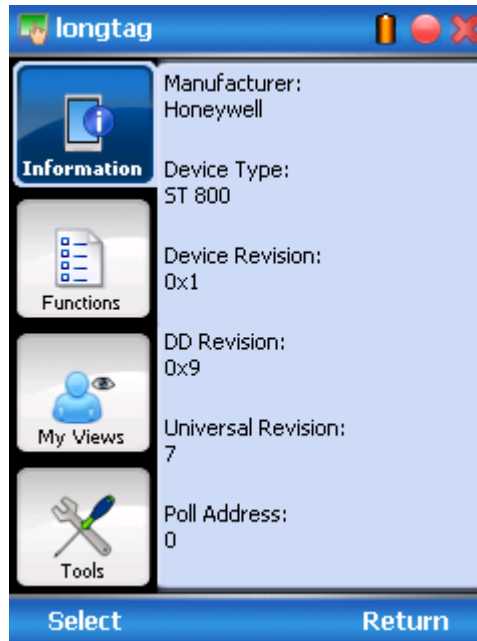 longtag
Information
Functions
My Views
Tools
Manufacturer:
Honeywell
Device Type:
ST 800
Device Revision:
0x1
DD Revision:
0x9
Universal Revision:
7
Poll Address:
0
Select
Return